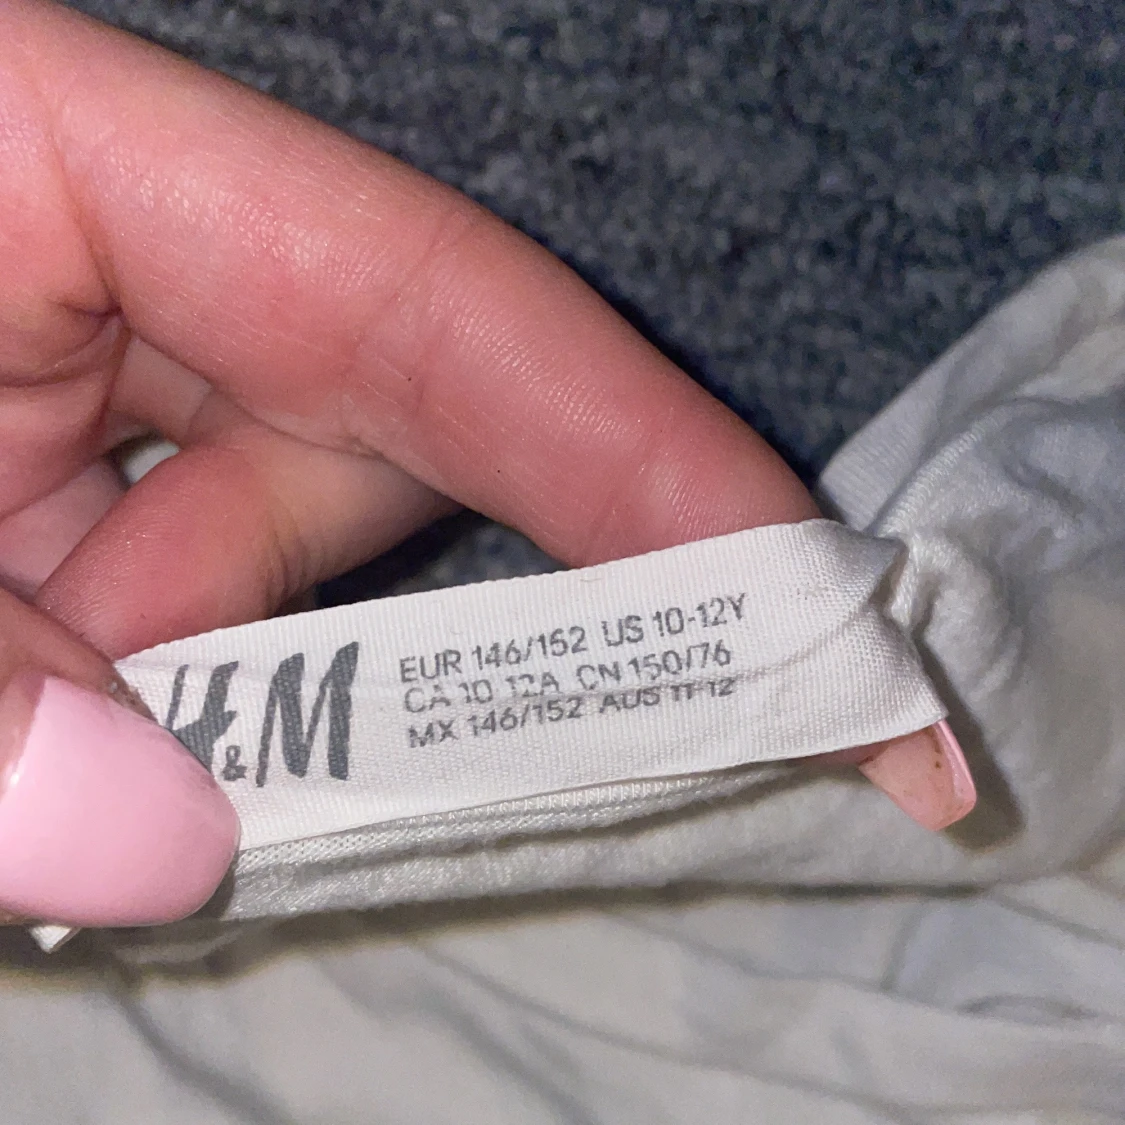 H&M
EUR 146/152 US 10-12Y
CA 10-12A CN 150/76
MX 146/152 AUS 11-12